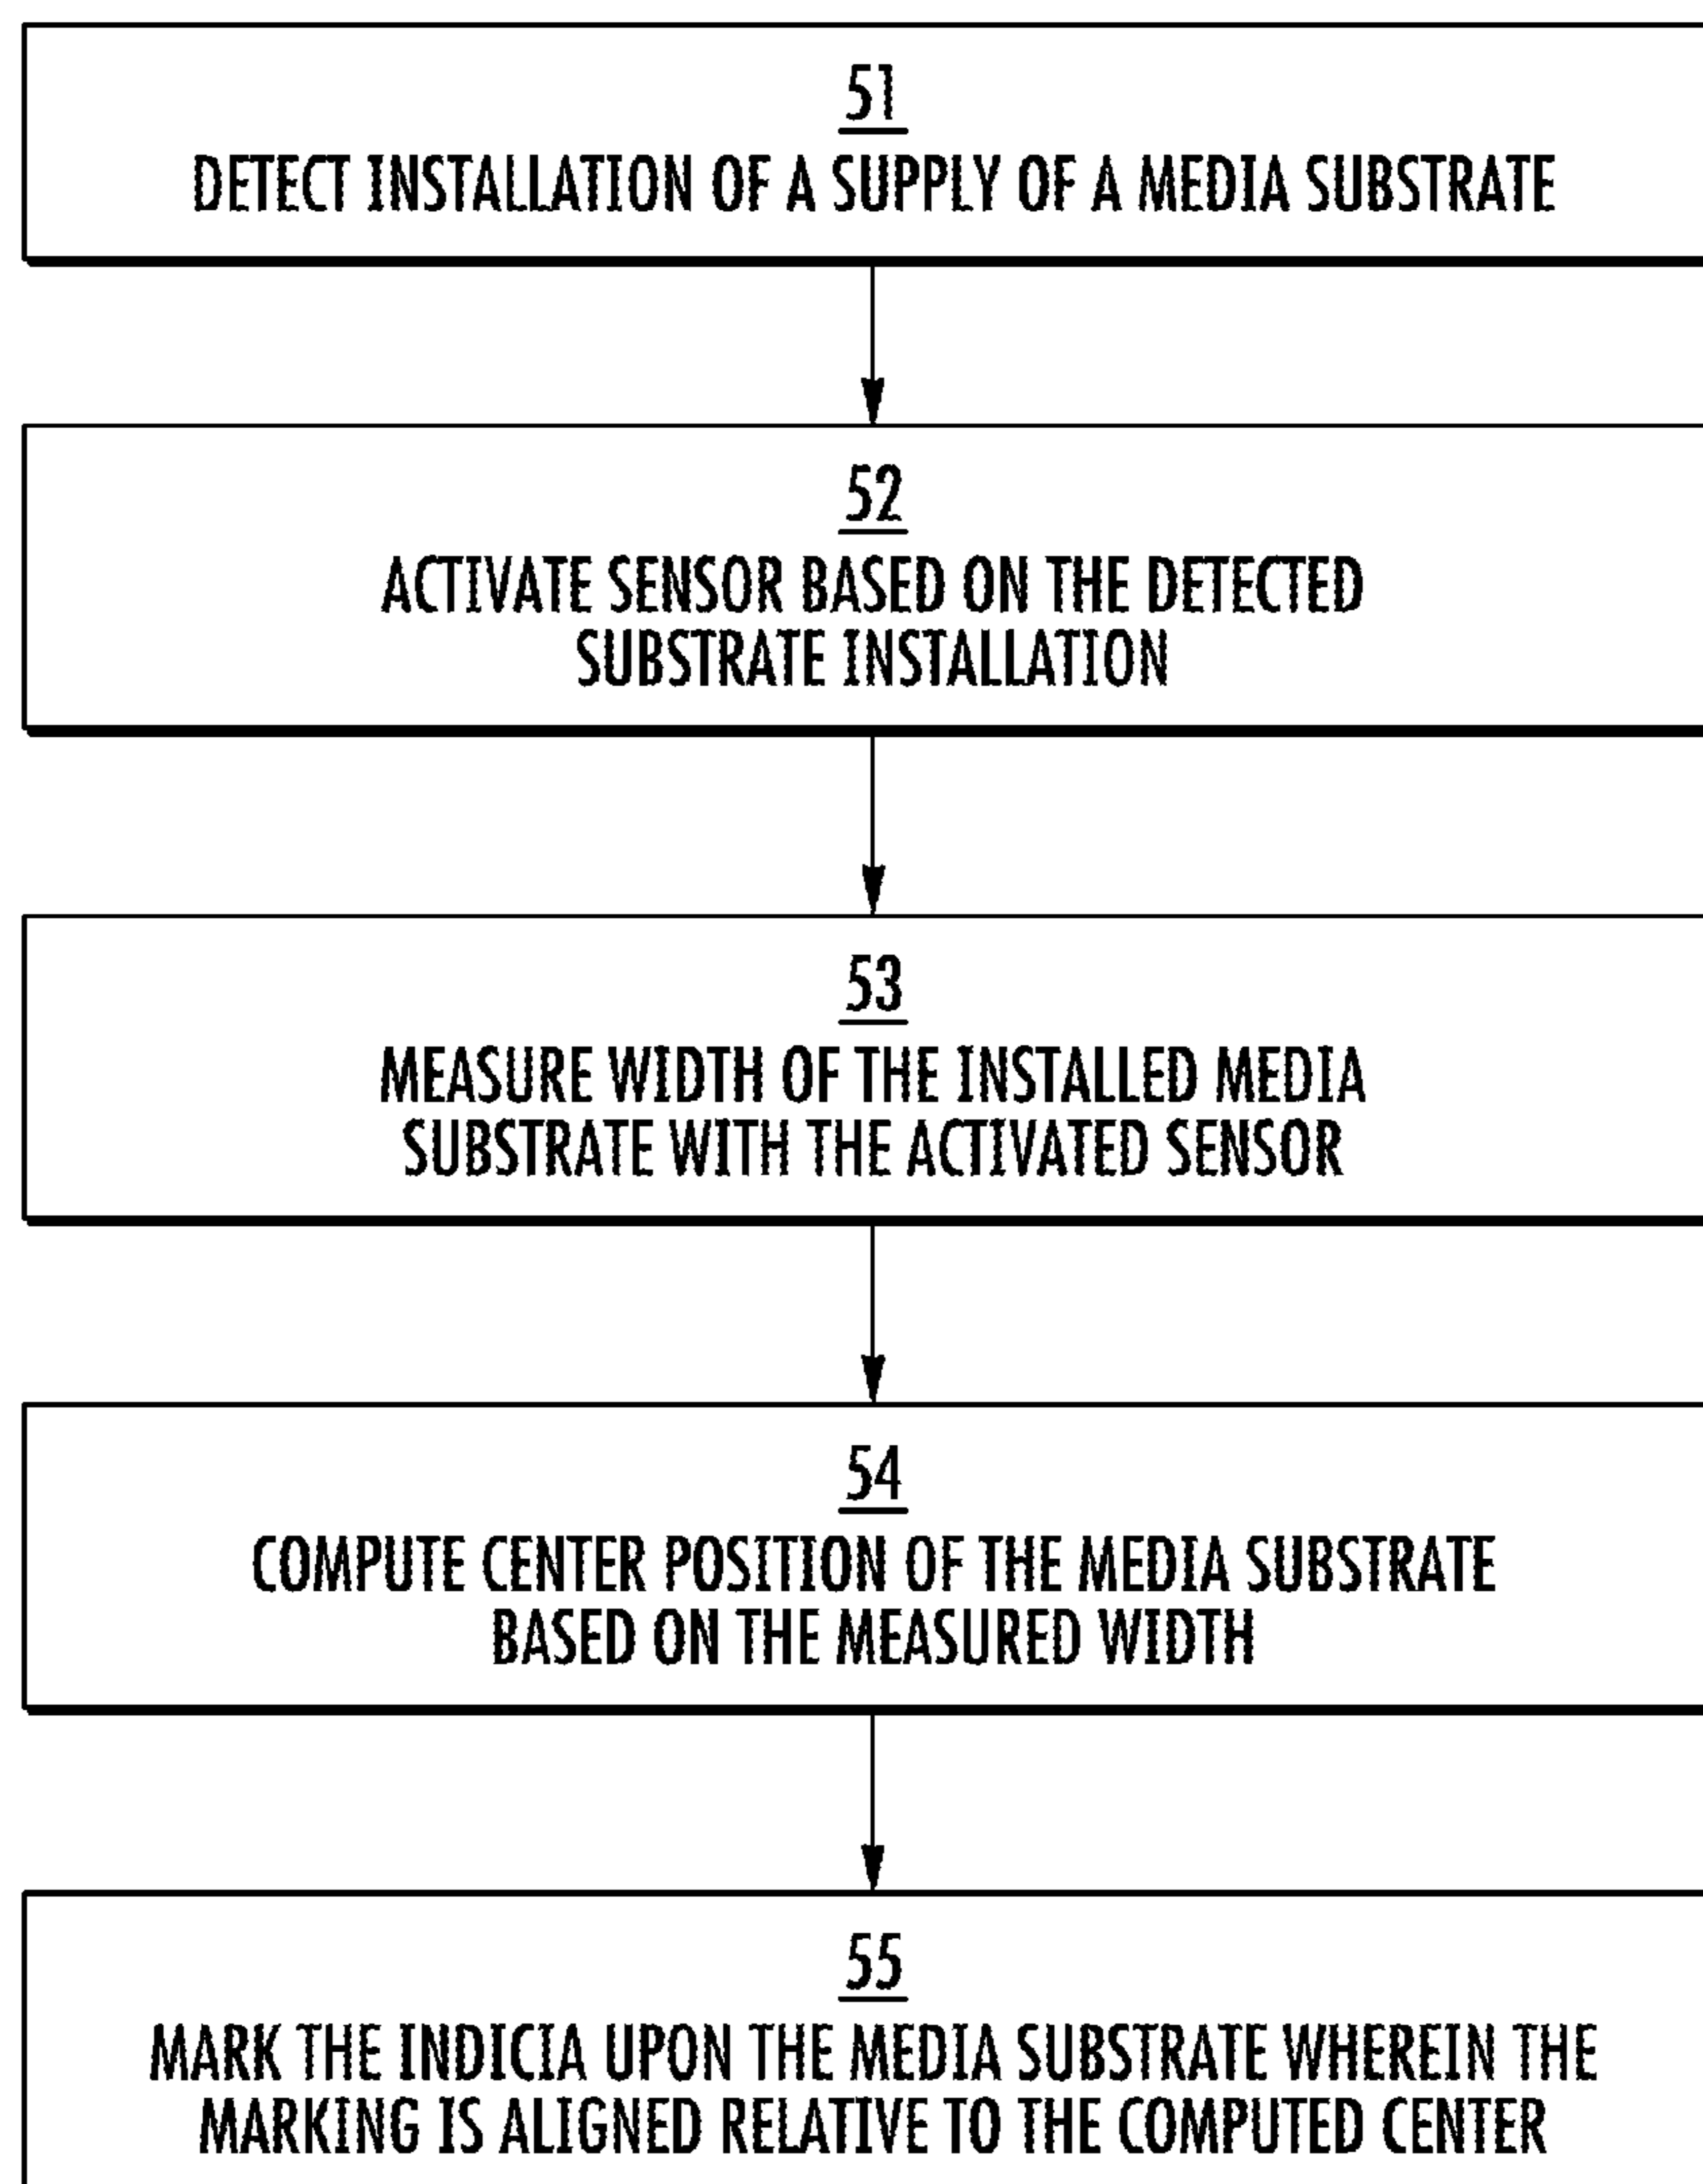 51
DETECT INSTALLATION OF A SUPPLY OF A MEDIA SUBSTRATE
52
ACTIVATE SENSOR BASED ON THE DETECTED
SUBSTRATE INSTALLATION
53
MEASURE WIDTH OF THE INSTALLED MEDIA
SUBSTRATE WITH THE ACTIVATED SENSOR
54
COMPUTE CENTER POSITION OF THE MEDIA SUBSTRATE
BASED ON THE MEASURED WIDTH
55
MARK THE INDICIA UPON THE MEDIA SUBSTRATE WHEREIN THE
MARKING IS ALIGNED RELATIVE TO THE COMPUTED CENTER